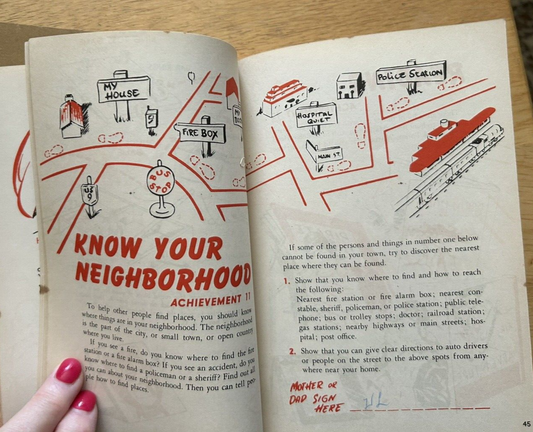 MY
HOUSE
9
FIRE BOX
BUS
STOP
US
9
KNOW YOUR
NEIGHBORHOOD
ACHIEVEMENT 11
To help other people find places, you should know
where things are in your neighborhood. The neighborhood
is the part of the city, or small town, or open country
where you live.
If you see a fire, do you know where to find the fire
station or a fire alarm box? If you see an accident, do you
know where to find a policeman or a sheriff? Find out all
you can about your neighborhood. Then you can tell peo-
ple how to find places.
POLICE STATION
HOSPITAL
QUIET
MAIN ST
If some of the persons and things in number one below
cannot be found in your town, try to discover the nearest
place where they can be found.
1. Show that you know where to find and how to reach
the following:
Nearest fire station or fire alarm box; nearest con-
stable, sheriff, policeman, or police station; public tele-
phone; bus or trolley stops; doctor; railroad station;
gas stations; nearby highways or main streets; hos-
pital; post office.
2. Show that you can give clear directions to auto drivers
or people on the street to the above spots from any-
where near your home.
MOTHER OR
DAD SIGN
HERE
45